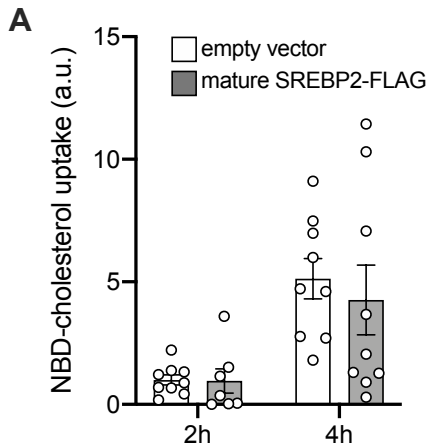 A
NBD-cholesterol uptake (a.u.)
15
10
5
0
empty vector
mature SREBP2-FLAG
2h
4h